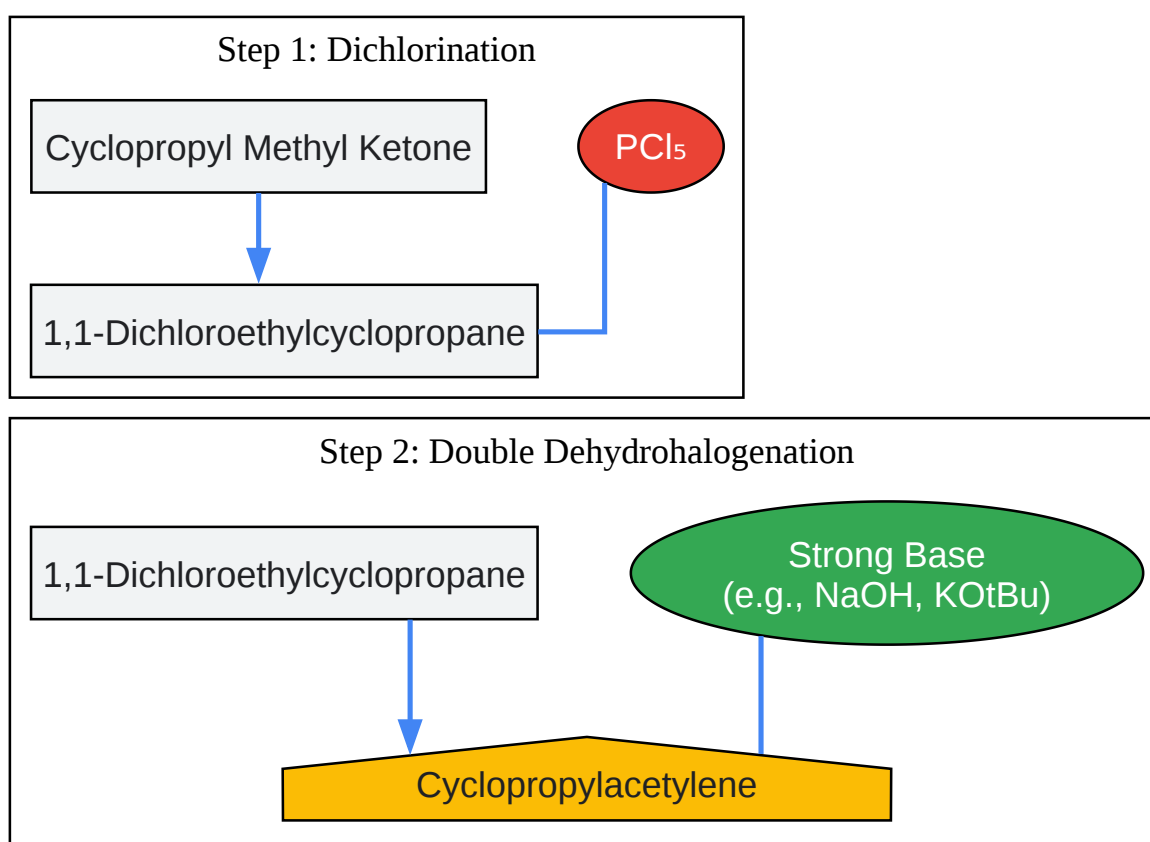 Step 1: Dichlorination
Cyclopropyl Methyl Ketone
PCl₅
1,1-Dichloroethylcyclopropane
Step 2: Double Dehydrohalogenation
1,1-Dichloroethylcyclopropane
Strong Base
(e.g., NaOH, KOtBu)
Cyclopropylacetylene